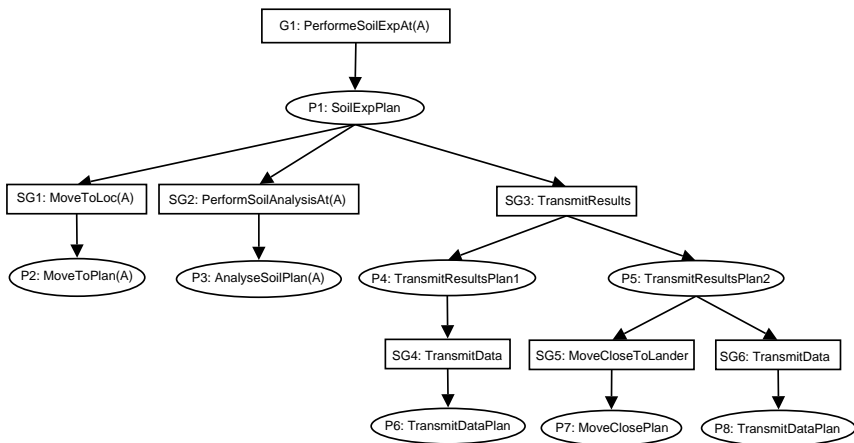 G1: PerformeSoilExpAt(A)
P1: SoilExpPlan
SG1: MoveToLoc(A)
SG2: PerformSoilAnalysisAt(A)
SG3: TransmitResults
P2: MoveToPlan(A)
P3: AnalyseSoilPlan(A)
P4: TransmitResultsPlan1
P5: TransmitResultsPlan2
SG4: TransmitData
SG5: MoveCloseToLander
SG6: TransmitData
P6: TransmitDataPlan
P7: MoveClosePlan
P8: TransmitDataPlan